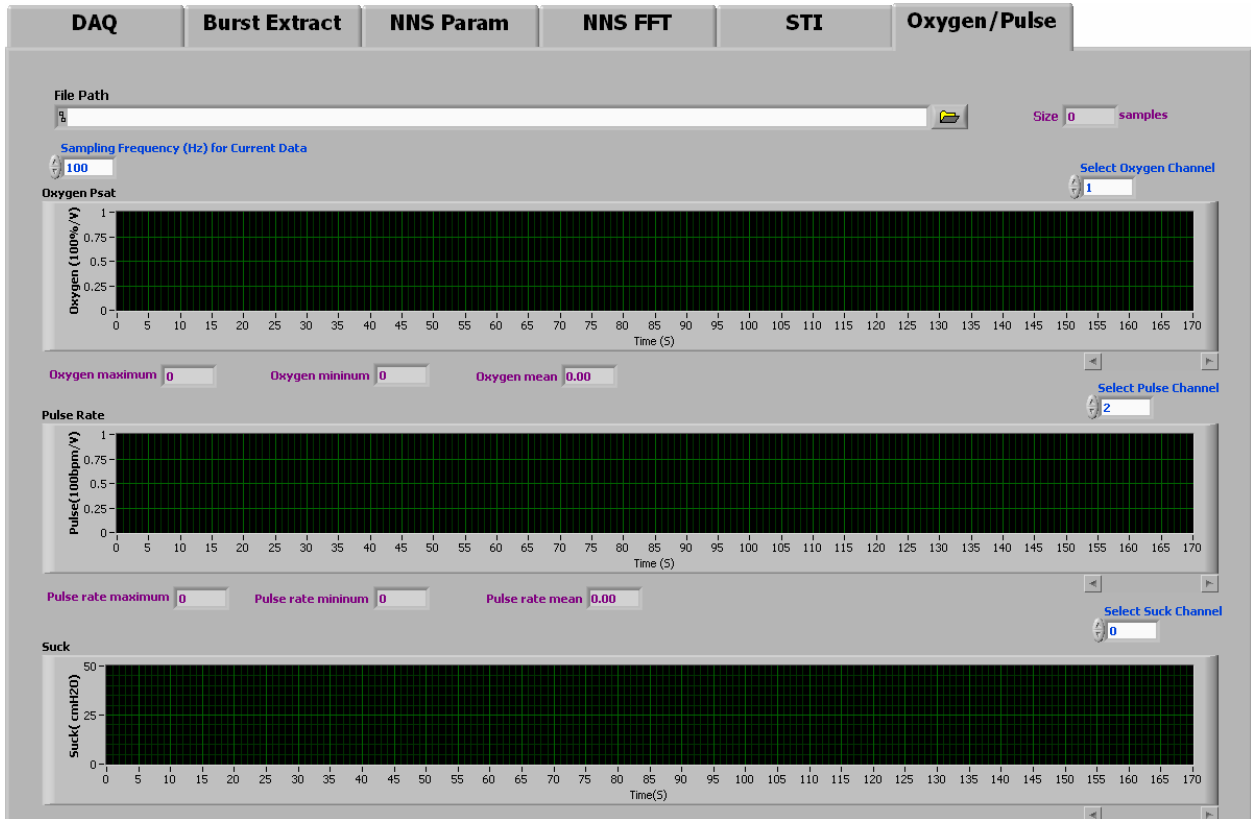 DAQ Burst Extract NNS Param NNS FFT STI Oxygen/Pulse
File Path
Size 0 samples
Sampling Frequency (Hz) for Current Data
100
Select Oxygen Channel
1
Oxygen Psat
Oxygen (100%/V)
1
0.75
0.5
0.25
0
0 5 10 15 20 25 30 35 40 45 50 55 60 65 70 75 80 85 90 95 100 105 110 115 120 125 130 135 140 145 150 155 160 165 170
Time (S)
Oxygen maximum 0 Oxygen mininum 0 Oxygen mean 0.00
Select Pulse Channel
2
Pulse Rate
Pulse(100bpm/V)
1
0.75
0.5
0.25
0
0 5 10 15 20 25 30 35 40 45 50 55 60 65 70 75 80 85 90 95 100 105 110 115 120 125 130 135 140 145 150 155 160 165 170
Time (S)
Pulse rate maximum 0 Pulse rate mininum 0 Pulse rate mean 0.00
Select Suck Channel
0
Suck
Suck( cmH2O)
50
25
0
0 5 10 15 20 25 30 35 40 45 50 55 60 65 70 75 80 85 90 95 100 105 110 115 120 125 130 135 140 145 150 155 160 165 170
Time(S)